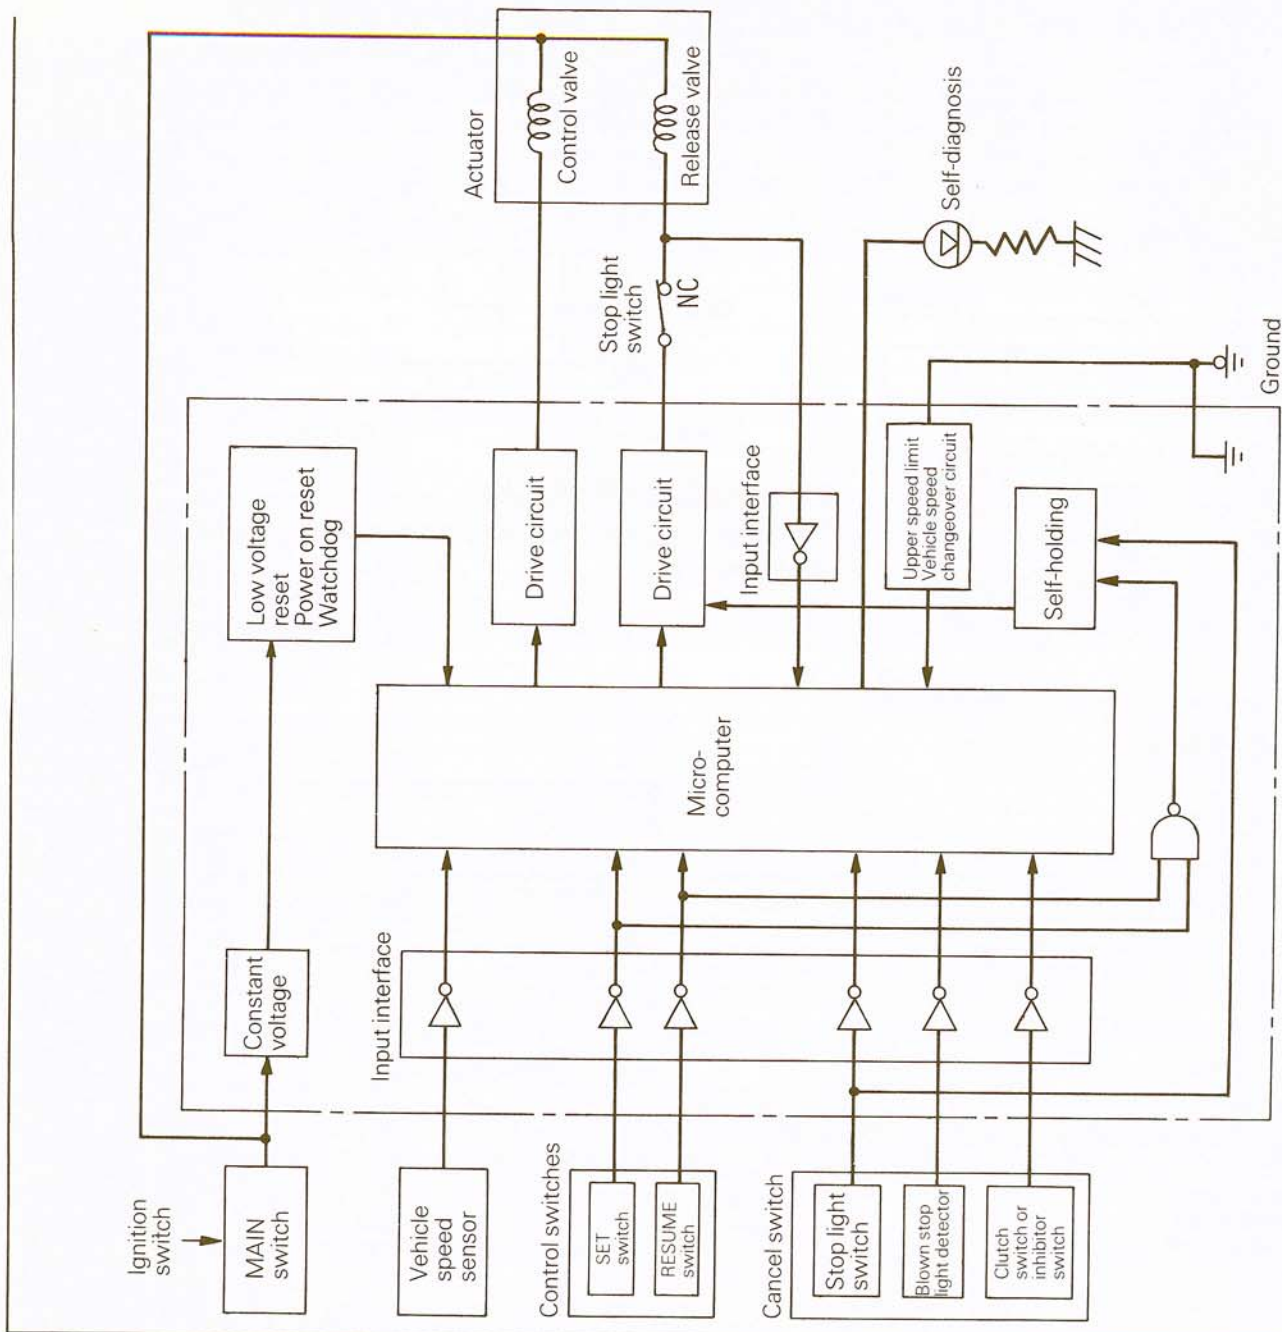 Ignition
switch
MAIN
switch
Constant
voltage
Low voltage
reset
Power on reset
Watchdog
Vehicle
speed
sensor
Input interface
Control switches
SET
switch
RESUME
switch
Cancel switch
Stop light
switch
Blown stop
light detector
Clutch
switch or
inhibitor
switch
Micro-
computer
Drive circuit
Drive circuit
Input interface
Upper speed limit
Vehicle speed
changeover circuit
Self-holding
Actuator
Control valve
Release valve
Stop light
switch
NC
Self-diagnosis
Ground